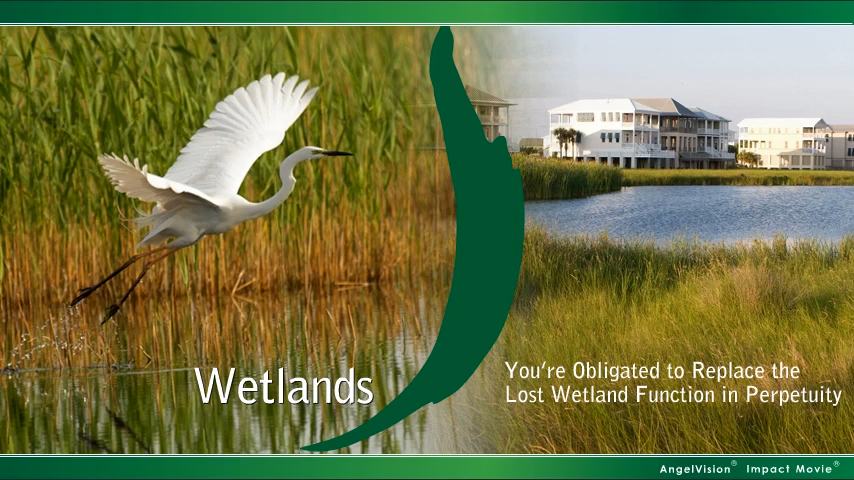 Wetlands
You're Obligated to Replace the
Lost Wetland Function in Perpetuity
AngelVision® Impact Movie®